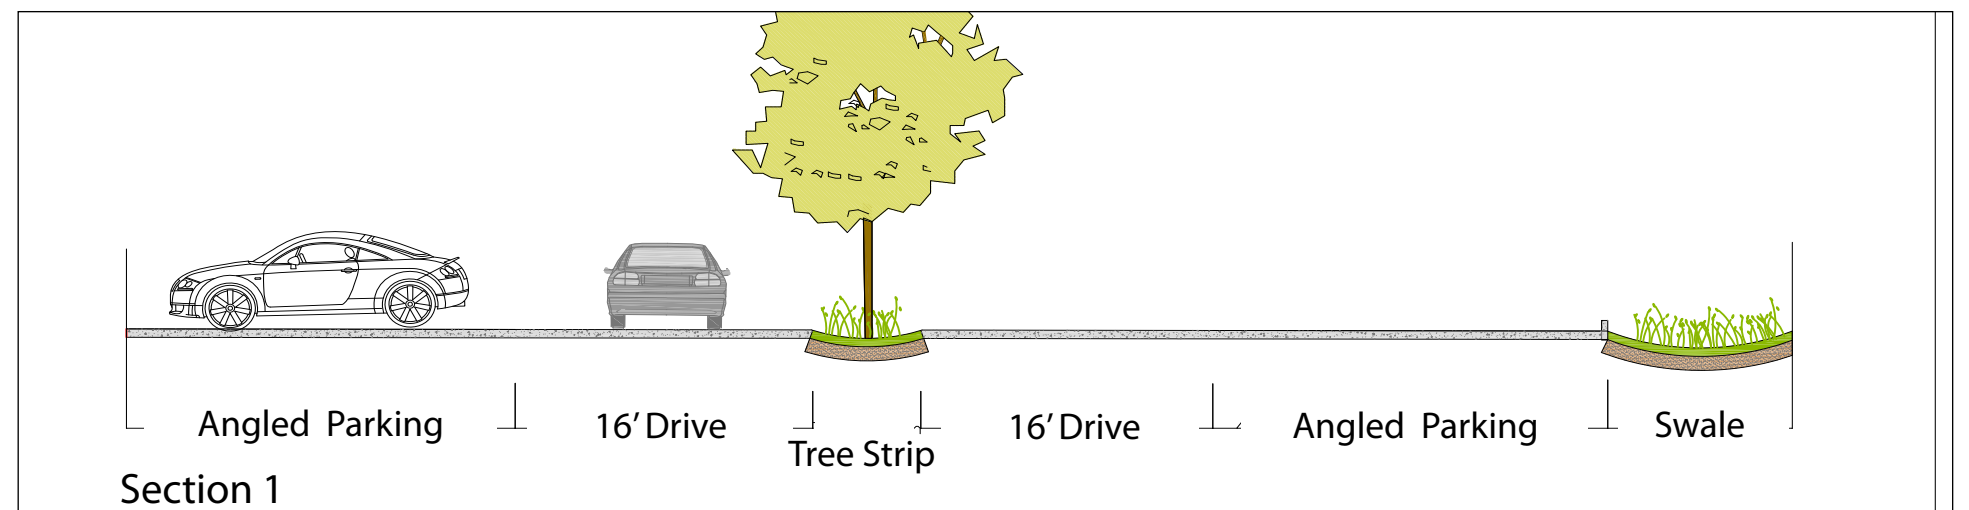 Angled Parking
16' Drive
Tree Strip
16' Drive
Angled Parking
Swale
Section 1